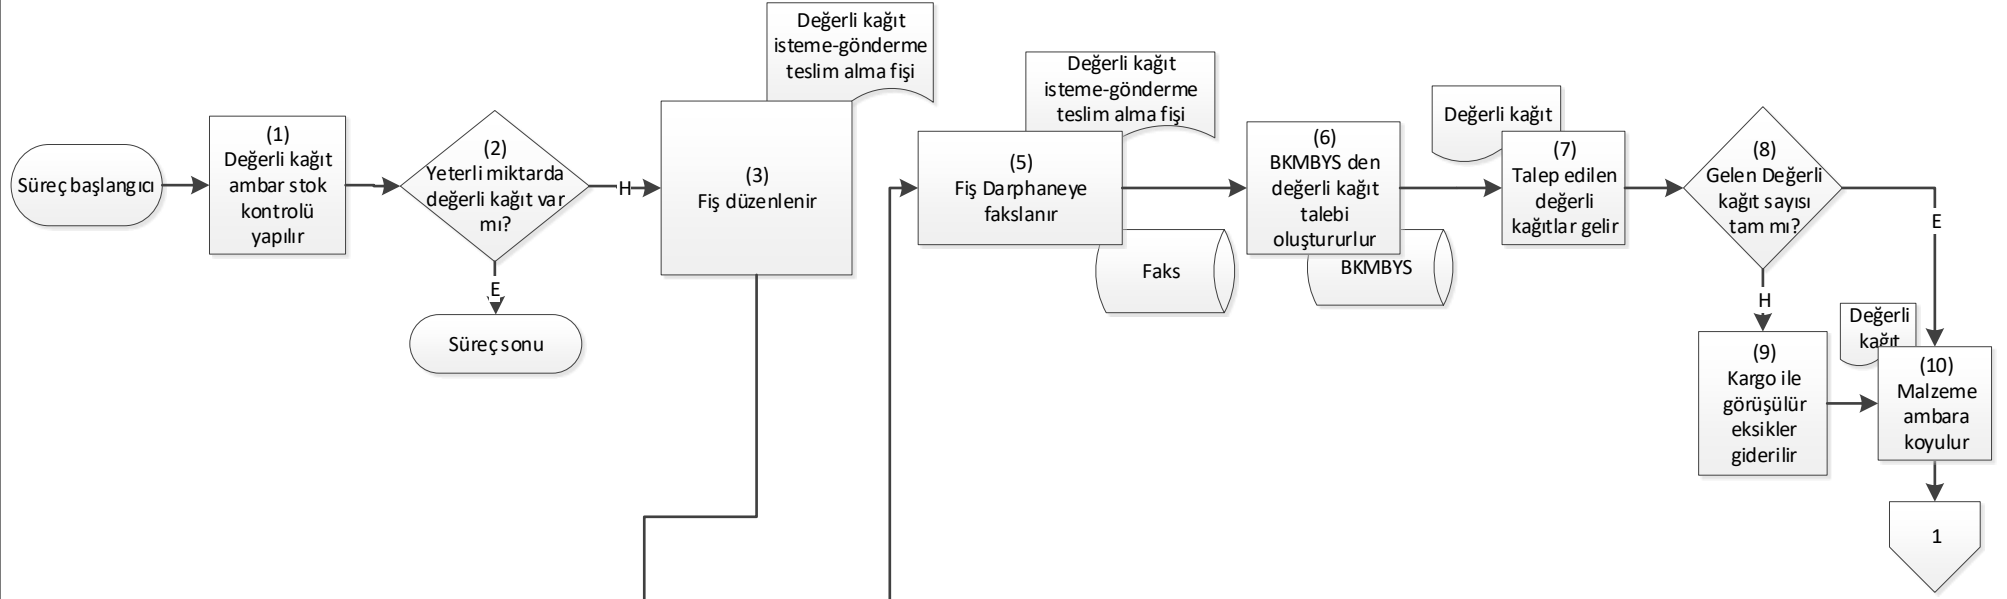 Süreç başlangıcı
(1)
Değerli kağıt
ambar stok
kontrolü
yapılır
(2)
Yeterli miktarda
değerli kağıt var
mı?
H
E
Süreç sonu
Değerli kağıt
isteme-gönderme
teslim alma fişi
(3)
Fiş düzenlenir
Değerli kağıt
isteme-gönderme
teslim alma fişi
(5)
Fiş Darphaneye
fakslanır
Faks
(6)
BKMBYS den
değerli kağıt
talebi
oluştururlur
BKMBYS
Değerli kağıt
(7)
Talep edilen
değerli
kağıtlar gelir
(8)
Gelen Değerli
kağıt sayısı
tam mı?
E
H
(9)
Kargo ile
görüşülür
eksikler
giderilir
Değerli
kağıt
(10)
Malzeme
ambara
koyulur
1